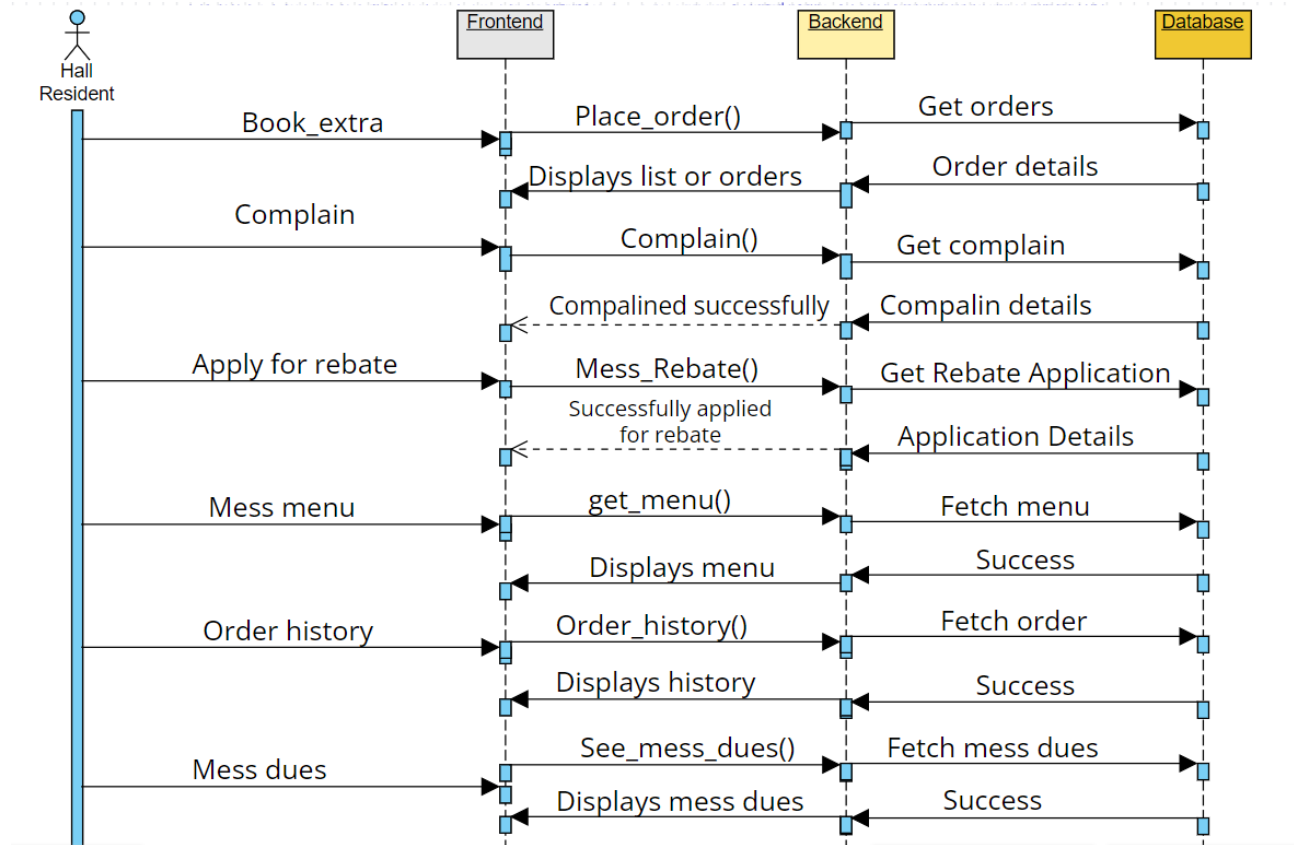 Frontend
Backend
Database
Hall
Resident
Book_extra
Place_order()
Get orders
Displays list or orders
Order details
Complain
Complain()
Get complain
Compalined successfully
Compalin details
Apply for rebate
Mess_Rebate()
Get Rebate Application
Successfully applied
for rebate
Application Details
Mess menu
get_menu()
Fetch menu
Displays menu
Success
Order history
Order_history()
Fetch order
Displays history
Success
Mess dues
See_mess_dues()
Fetch mess dues
Displays mess dues
Success